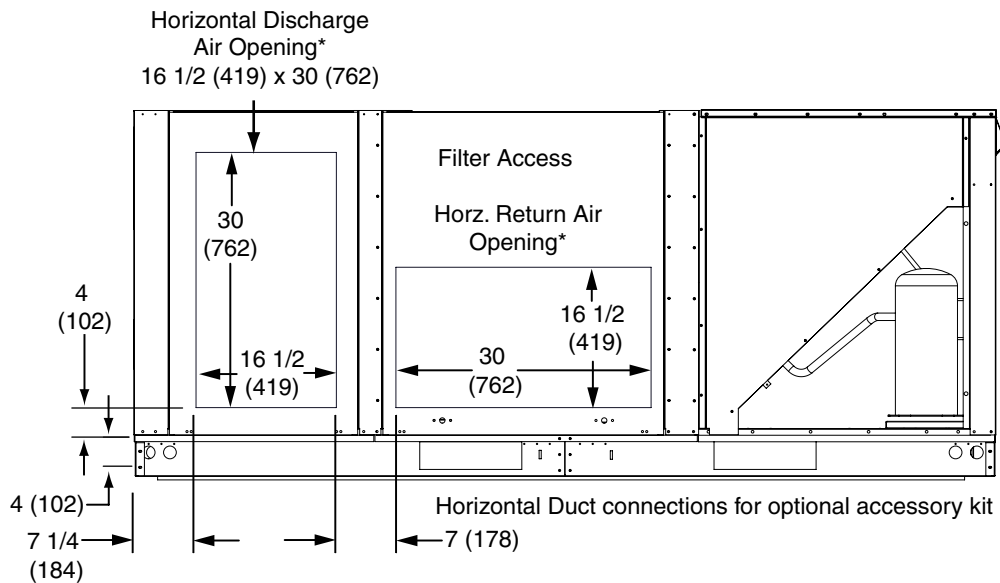 Horizontal Discharge
Air Opening*
16 1/2 (419) x 30 (762)
Filter Access
30
(762)
Horz. Return Air
Opening*
4
(102)
16 1/2
(419)
16 1/2
(419)
30
(762)
4 (102)
Horizontal Duct connections for optional accessory kit
7 1/4
(184)
7 (178)